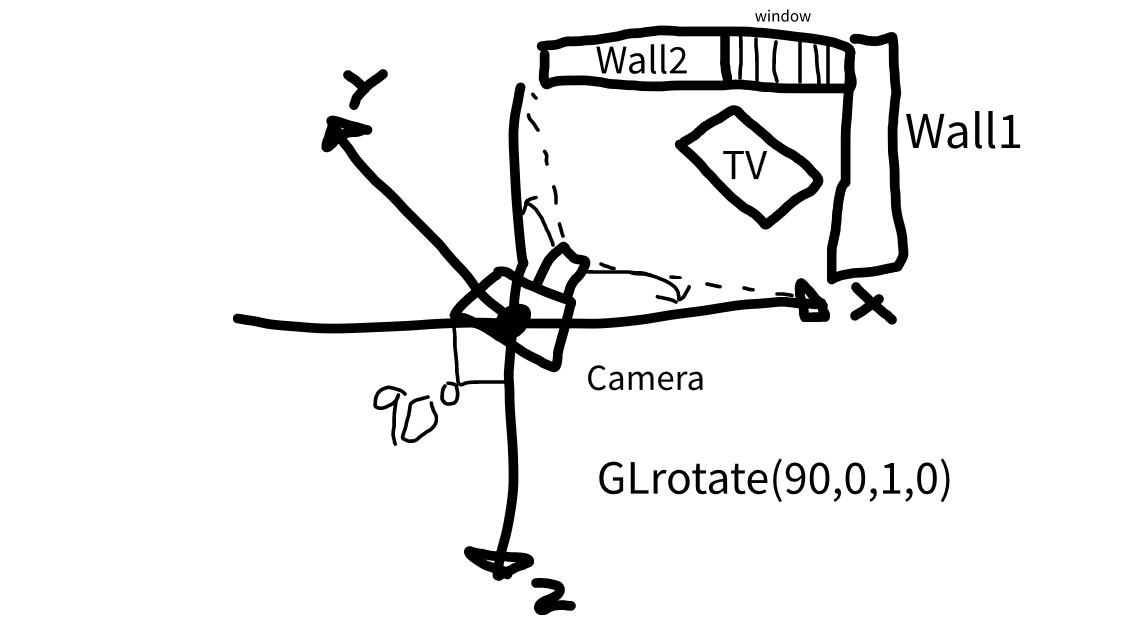 window
Wall2
Y
Wall1
TV
X
Camera
90°
GLrotate(90,0,1,0)
Z